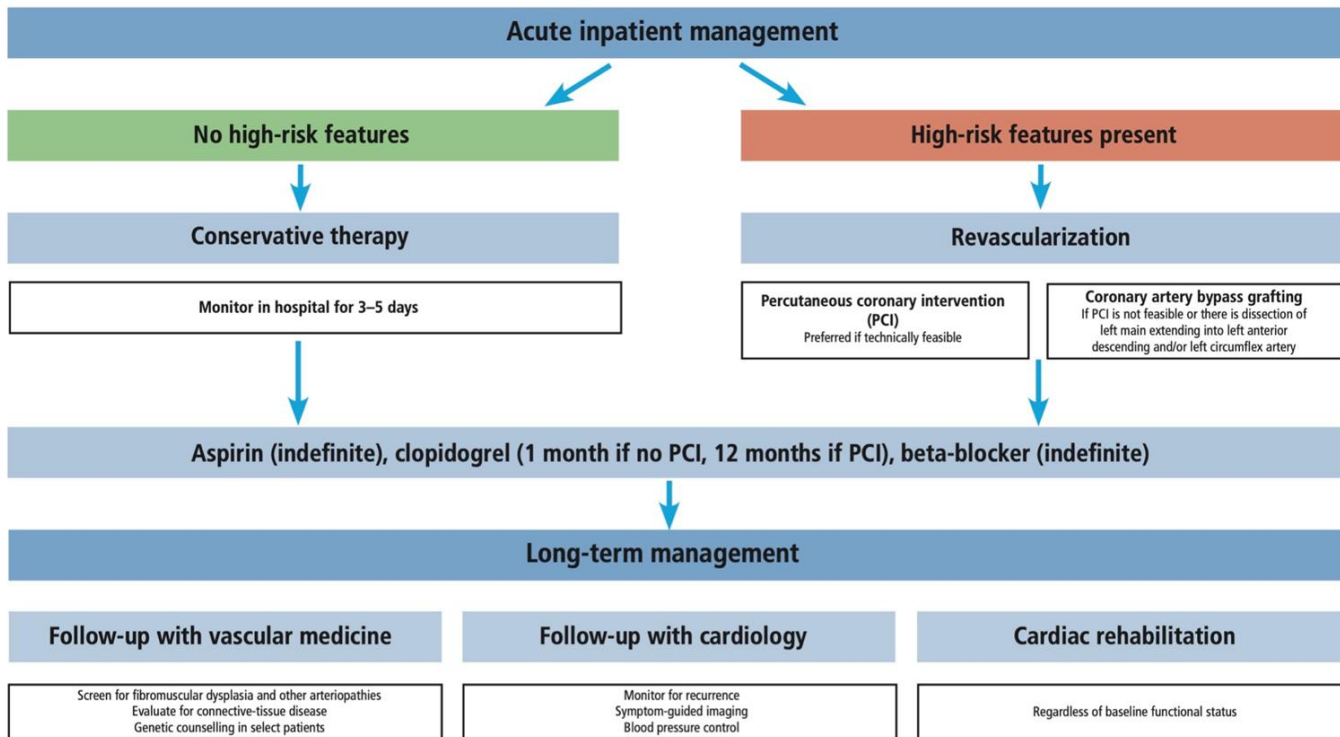 Acute inpatient management
No high-risk features
High-risk features present
Conservative therapy
Revascularization
Monitor in hospital for 3–5 days
Percutaneous coronary intervention
(PCI)
Preferred if technically feasible
Coronary artery bypass grafting
If PCI is not feasible or there is dissection of
left main extending into left anterior
descending and/or left circumflex artery
Aspirin (indefinite), clopidogrel (1 month if no PCI, 12 months if PCI), beta-blocker (indefinite)
Long-term management
Follow-up with vascular medicine
Follow-up with cardiology
Cardiac rehabilitation
Screen for fibromuscular dysplasia and other arteriopathies
Evaluate for connective-tissue disease
Genetic counselling in select patients
Monitor for recurrence
Symptom-guided imaging
Blood pressure control
Regardless of baseline functional status